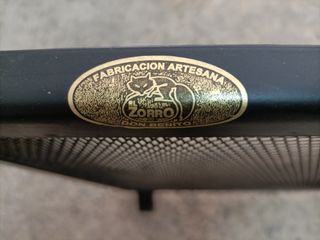 FABRICACION ARTESANA
EL
ZORRO
DON BENITO